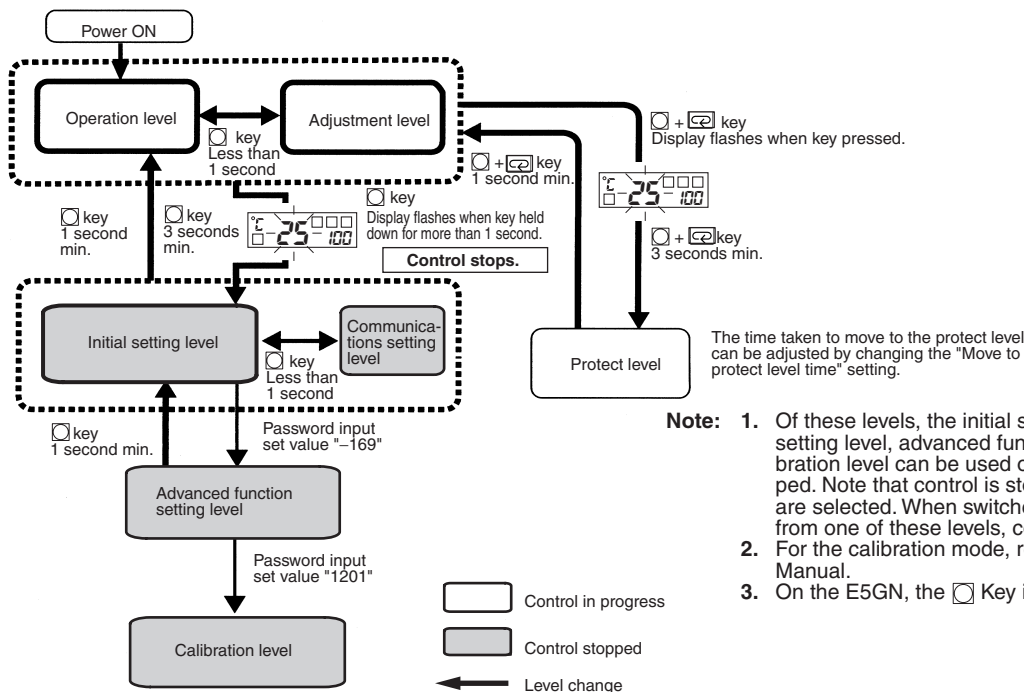 Power ON
Operation level
Adjustment level
key
Less than
1 second
key
1 second
min.
key
3 seconds
min.
°C
25
100
key
Display flashes when key held
down for more than 1 second.
Control stops.
+ key
1 second min.
+ key
Display flashes when key pressed.
°C
25
100
+ key
3 seconds min.
Initial setting level
key
Less than
1 second
Communica-
tions setting
level
Protect level
The time taken to move to the protect level
can be adjusted by changing the "Move to
protect level time" setting.
key
1 second min.
Password input
set value "–169"
Advanced function
setting level
Password input
set value "1201"
Calibration level
Control in progress
Control stopped
Level change
Note: 1. Of these levels, the initial s
setting level, advanced fun
bration level can be used o
ped. Note that control is sto
are selected. When switche
from one of these levels, c
2. For the calibration mode, r
Manual.
3. On the E5GN, the Key i